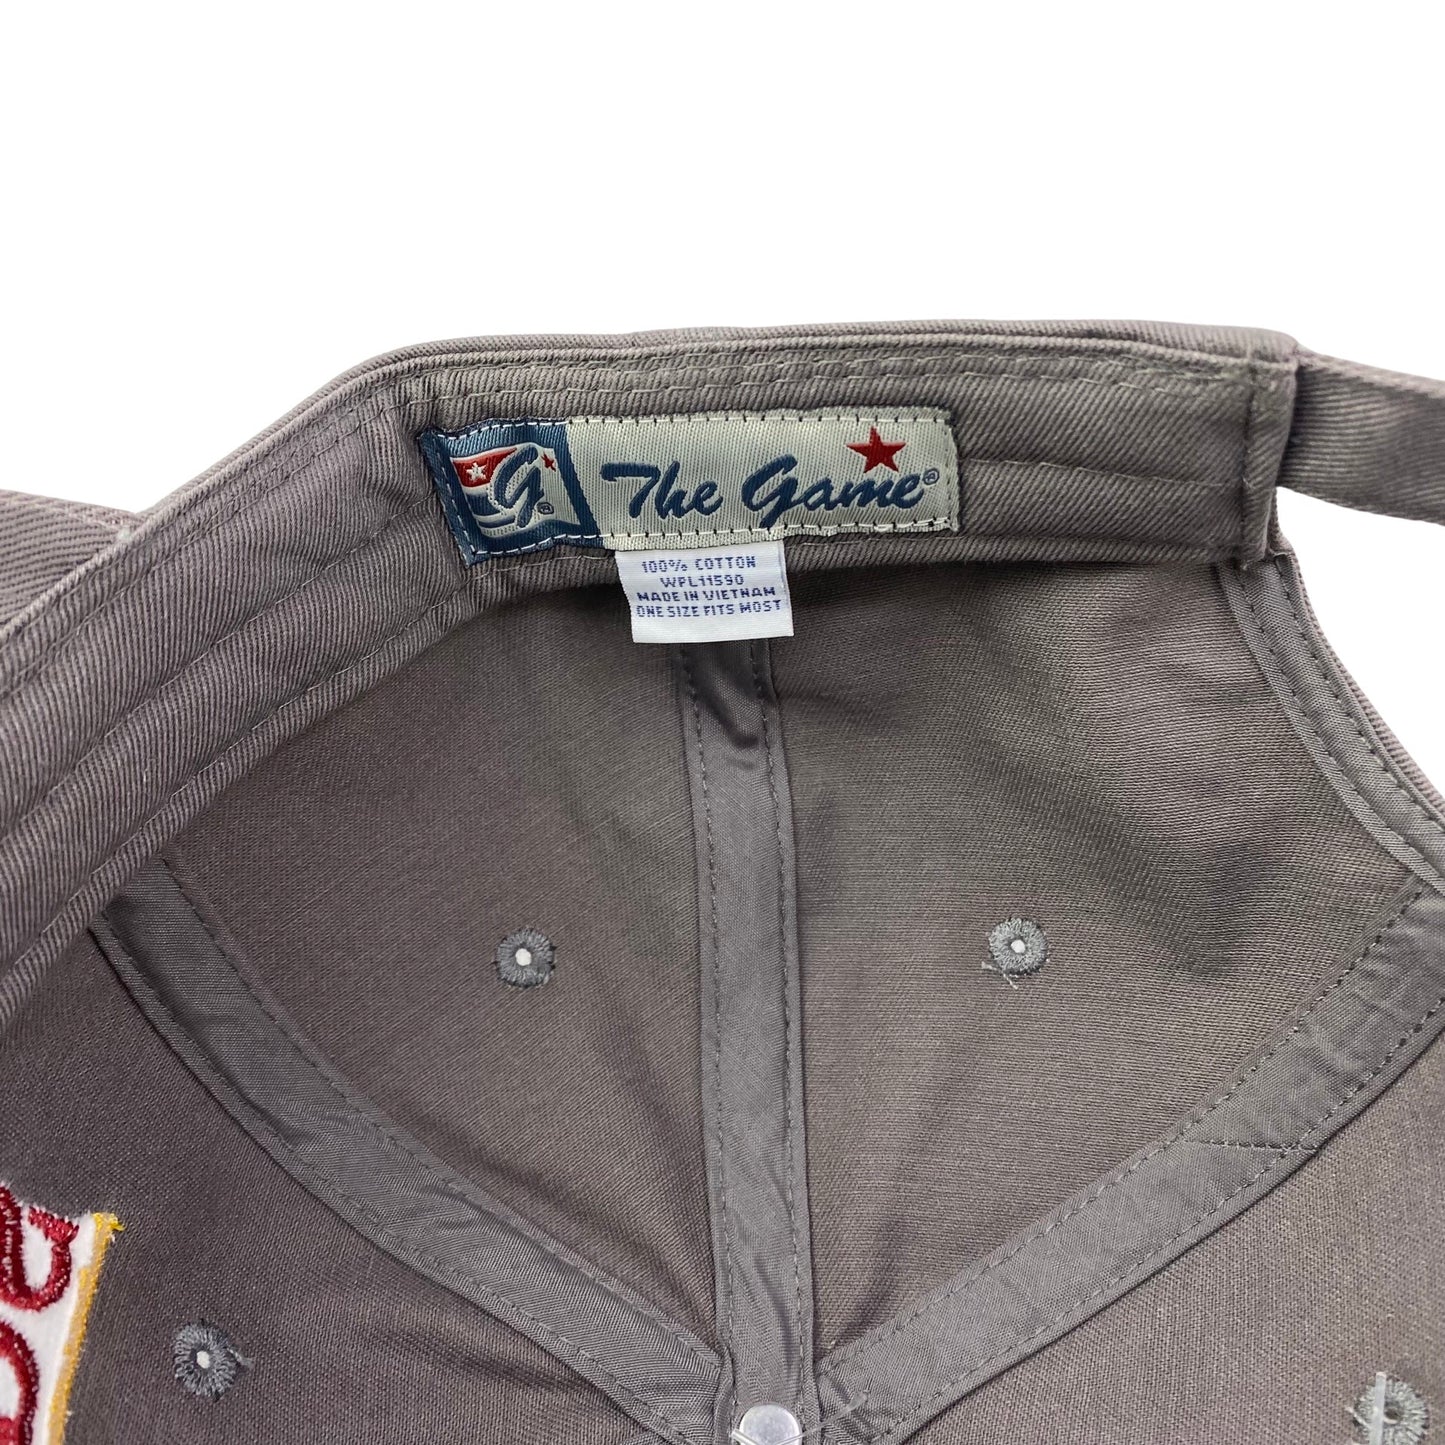 G®
The Game®
100% COTTON
WPL11590
MADE IN VIETNAM
ONE SIZE FITS MOST